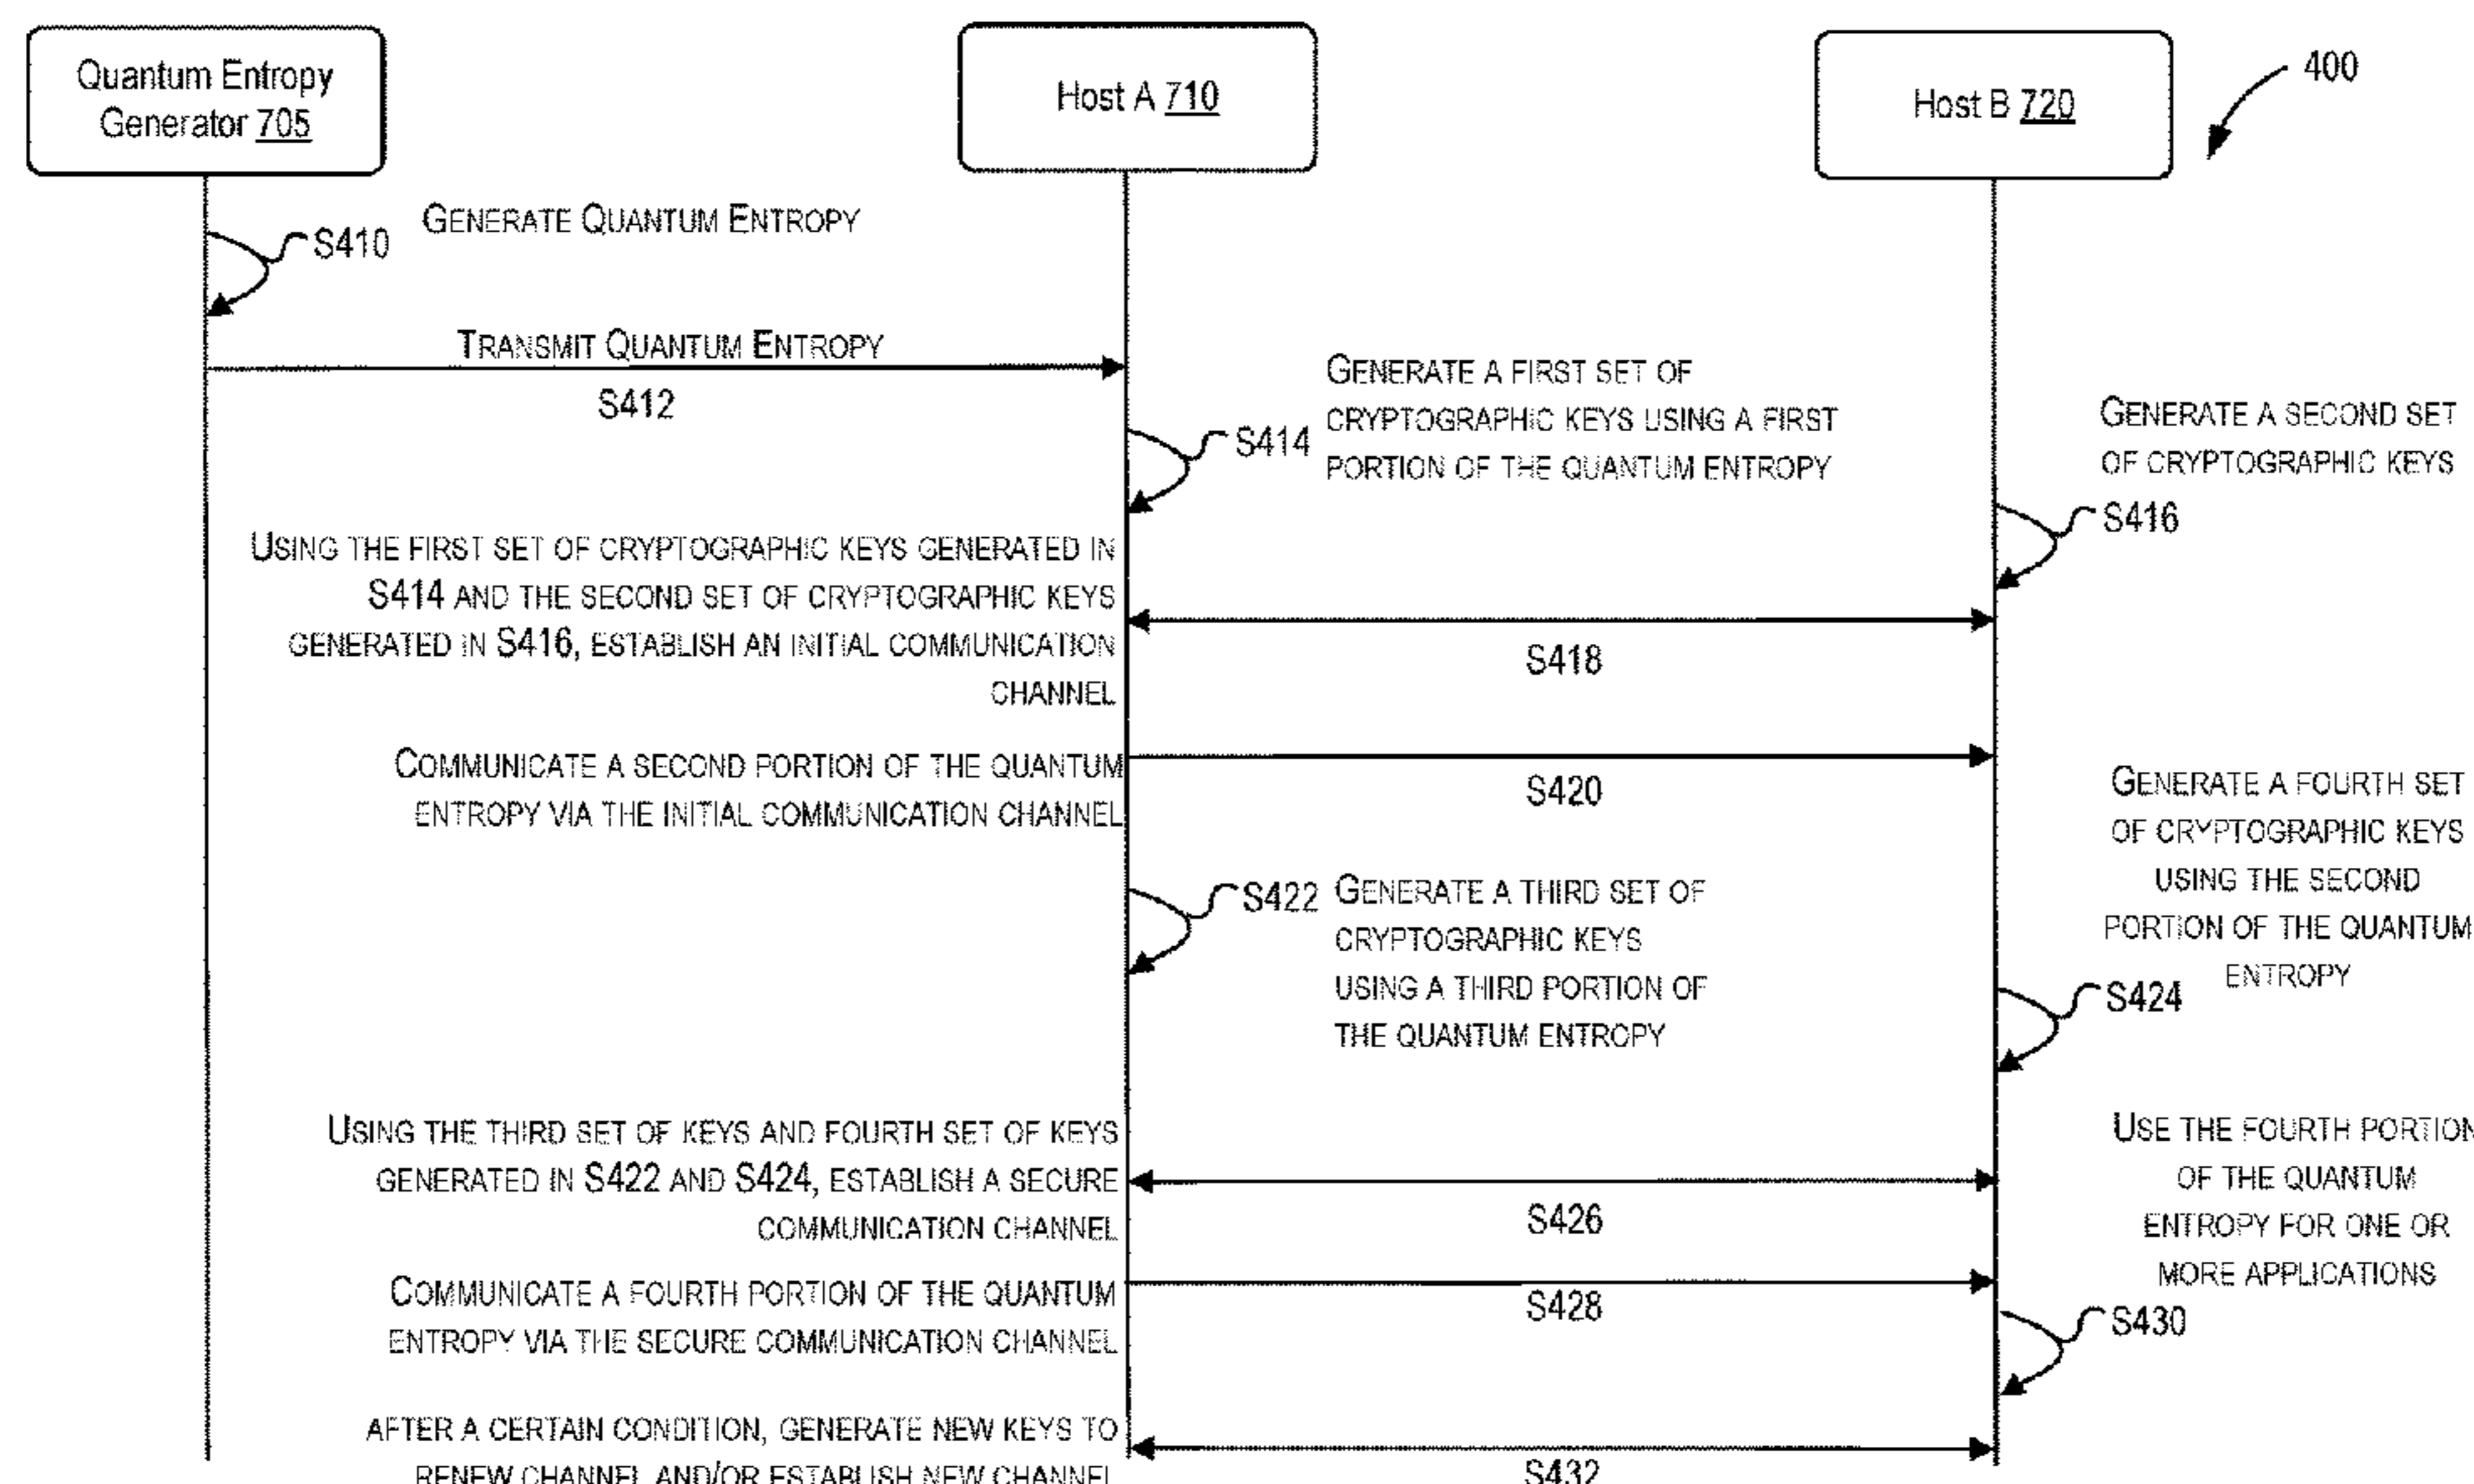 Quantum Entropy
Generator 705
Host A 710
Host B 720
400
GENERATE QUANTUM ENTROPY
S410
TRANSMIT QUANTUM ENTROPY
S412
GENERATE A FIRST SET OF
CRYPTOGRAPHIC KEYS USING A FIRST
PORTION OF THE QUANTUM ENTROPY
S414
GENERATE A SECOND SET
OF CRYPTOGRAPHIC KEYS
S416
USING THE FIRST SET OF CRYPTOGRAPHIC KEYS GENERATED IN
S414 AND THE SECOND SET OF CRYPTOGRAPHIC KEYS
GENERATED IN S416, ESTABLISH AN INITIAL COMMUNICATION
CHANNEL
S418
COMMUNICATE A SECOND PORTION OF THE QUANTUM
ENTROPY VIA THE INITIAL COMMUNICATION CHANNEL
S420
GENERATE A FOURTH SET
OF CRYPTOGRAPHIC KEYS
USING THE SECOND
PORTION OF THE QUANTUM
ENTROPY
S424
S422
GENERATE A THIRD SET OF
CRYPTOGRAPHIC KEYS
USING A THIRD PORTION OF
THE QUANTUM ENTROPY
USING THE THIRD SET OF KEYS AND FOURTH SET OF KEYS
GENERATED IN S422 AND S424, ESTABLISH A SECURE
COMMUNICATION CHANNEL
S426
USE THE FOURTH PORTION
OF THE QUANTUM
ENTROPY FOR ONE OR
MORE APPLICATIONS
S430
COMMUNICATE A FOURTH PORTION OF THE QUANTUM
ENTROPY VIA THE SECURE COMMUNICATION CHANNEL
S428
AFTER A CERTAIN CONDITION, GENERATE NEW KEYS TO
RENEW CHANNEL AND/OR ESTABLISH NEW CHANNEL
S432